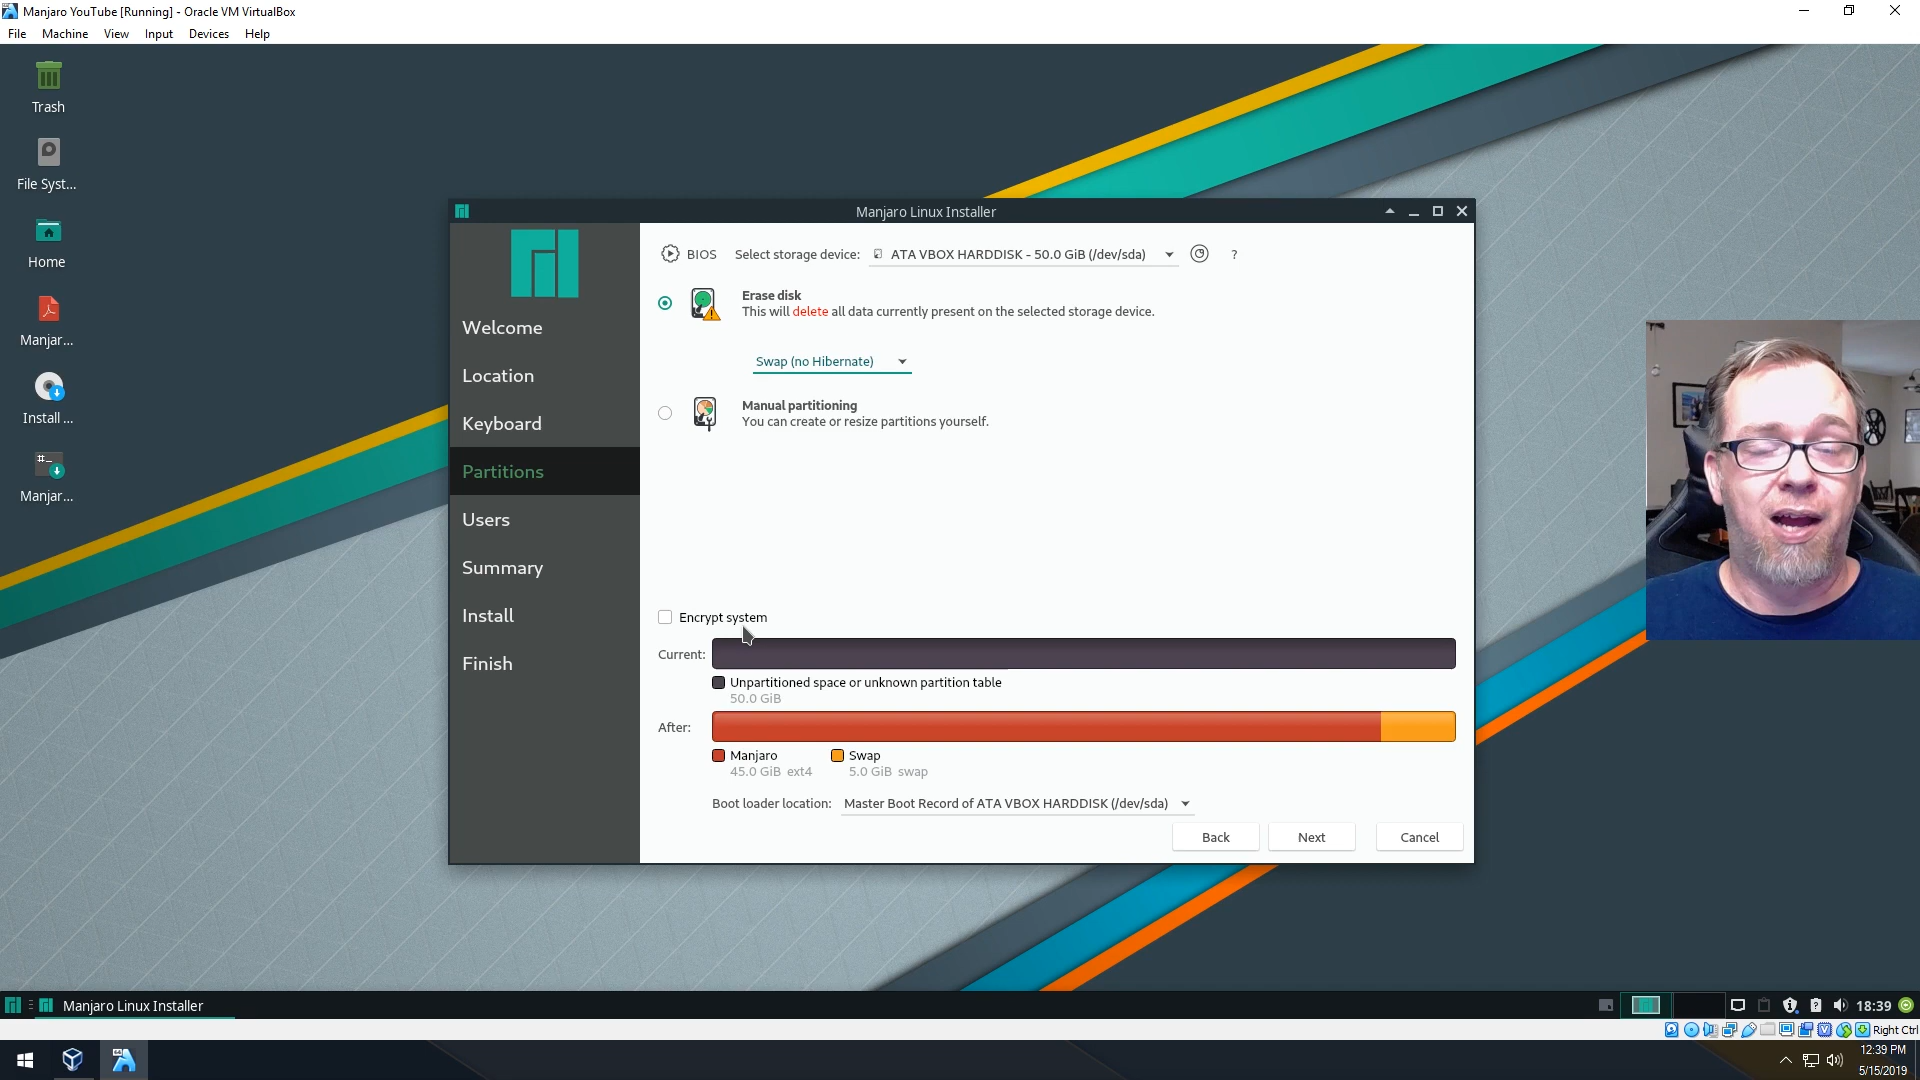 Manjaro YouTube [Running] - Oracle VM VirtualBox
File Machine View Input Devices Help
Trash
File Syst...
Home
Manjar...
Install ...
Manjar...
Manjaro Linux Installer
Welcome
Location
Keyboard
Partitions
Users
Summary
Install
Finish
BIOS Select storage device: ATA VBOX HARDDISK - 50.0 GiB (/dev/sda) ?
Erase disk
This will delete all data currently present on the selected storage device.
Swap (no Hibernate)
Manual partitioning
You can create or resize partitions yourself.
Encrypt system
Current:
Unpartitioned space or unknown partition table
50.0 GiB
After:
Manjaro Swap
45.0 GiB ext4 5.0 GiB swap
Boot loader location: Master Boot Record of ATA VBOX HARDDISK (/dev/sda)
Back Next Cancel
Manjaro Linux Installer
18:39
Right Ctrl
12:39 PM
5/15/2019